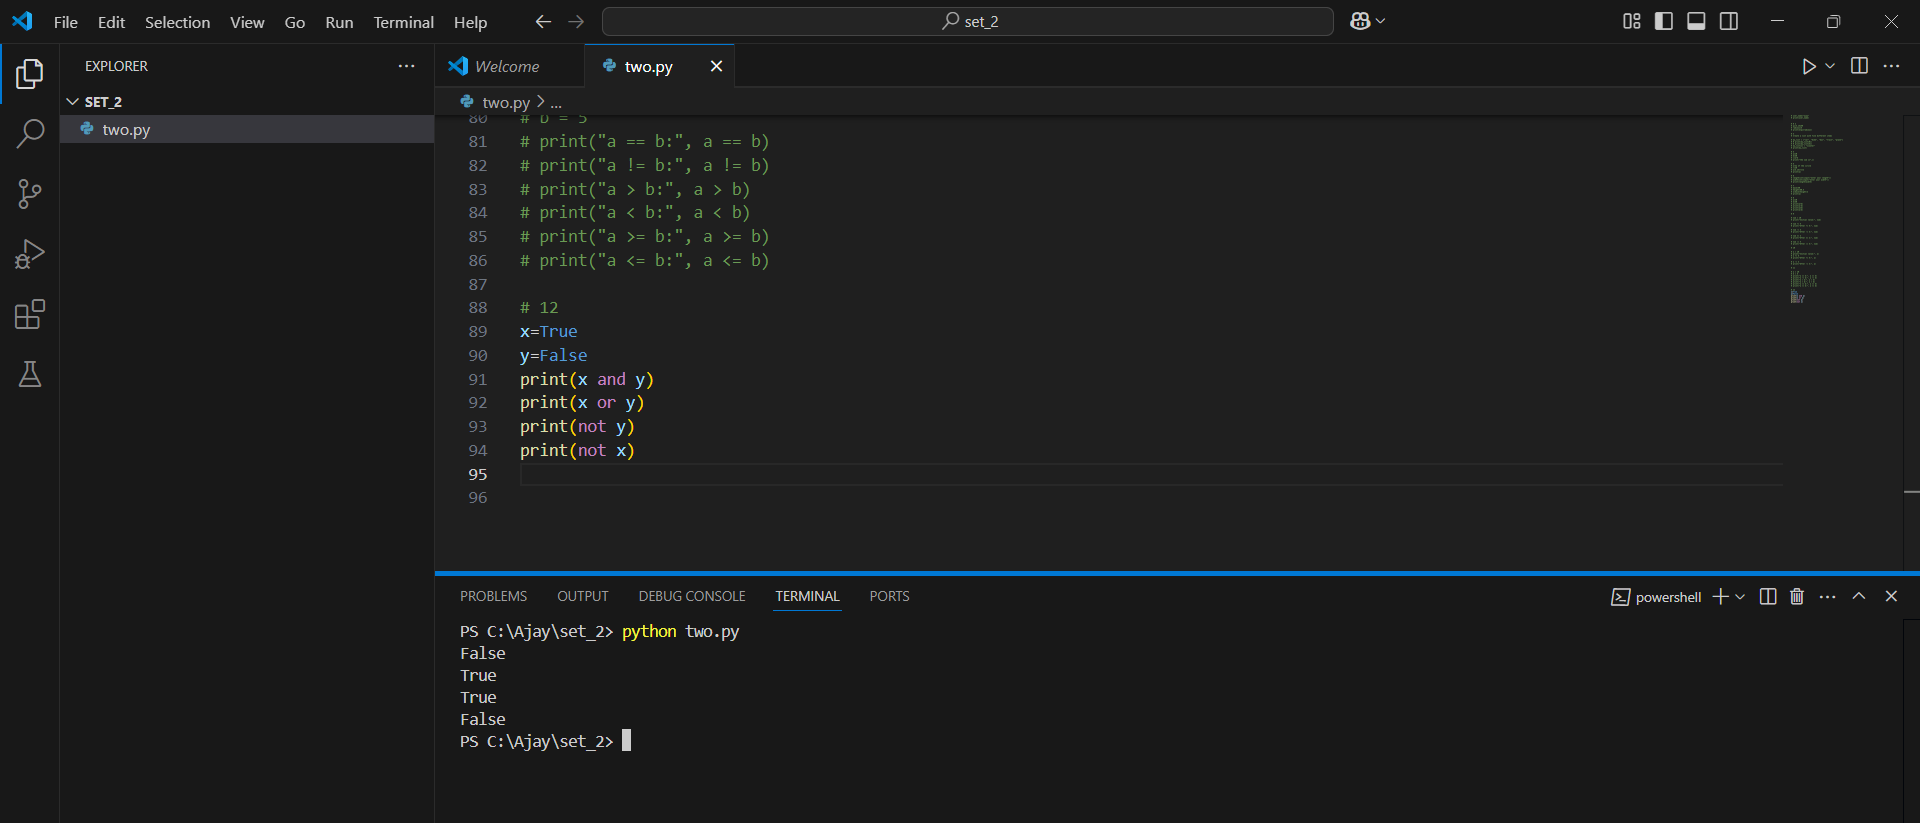 File Edit Selection View Go Run Terminal Help
set_2
EXPLORER
SET_2
two.py
Welcome
two.py
two.py > ...
80 # b = 5
81 # print("a == b:", a == b)
82 # print("a != b:", a != b)
83 # print("a > b:", a > b)
84 # print("a < b:", a < b)
85 # print("a >= b:", a >= b)
86 # print("a <= b:", a <= b)
87
88 # 12
89 x=True
90 y=False
91 print(x and y)
92 print(x or y)
93 print(not y)
94 print(not x)
95
96
PROBLEMS OUTPUT DEBUG CONSOLE TERMINAL PORTS
powershell
PS C:\Ajay\set_2> python two.py
False
True
True
False
PS C:\Ajay\set_2>